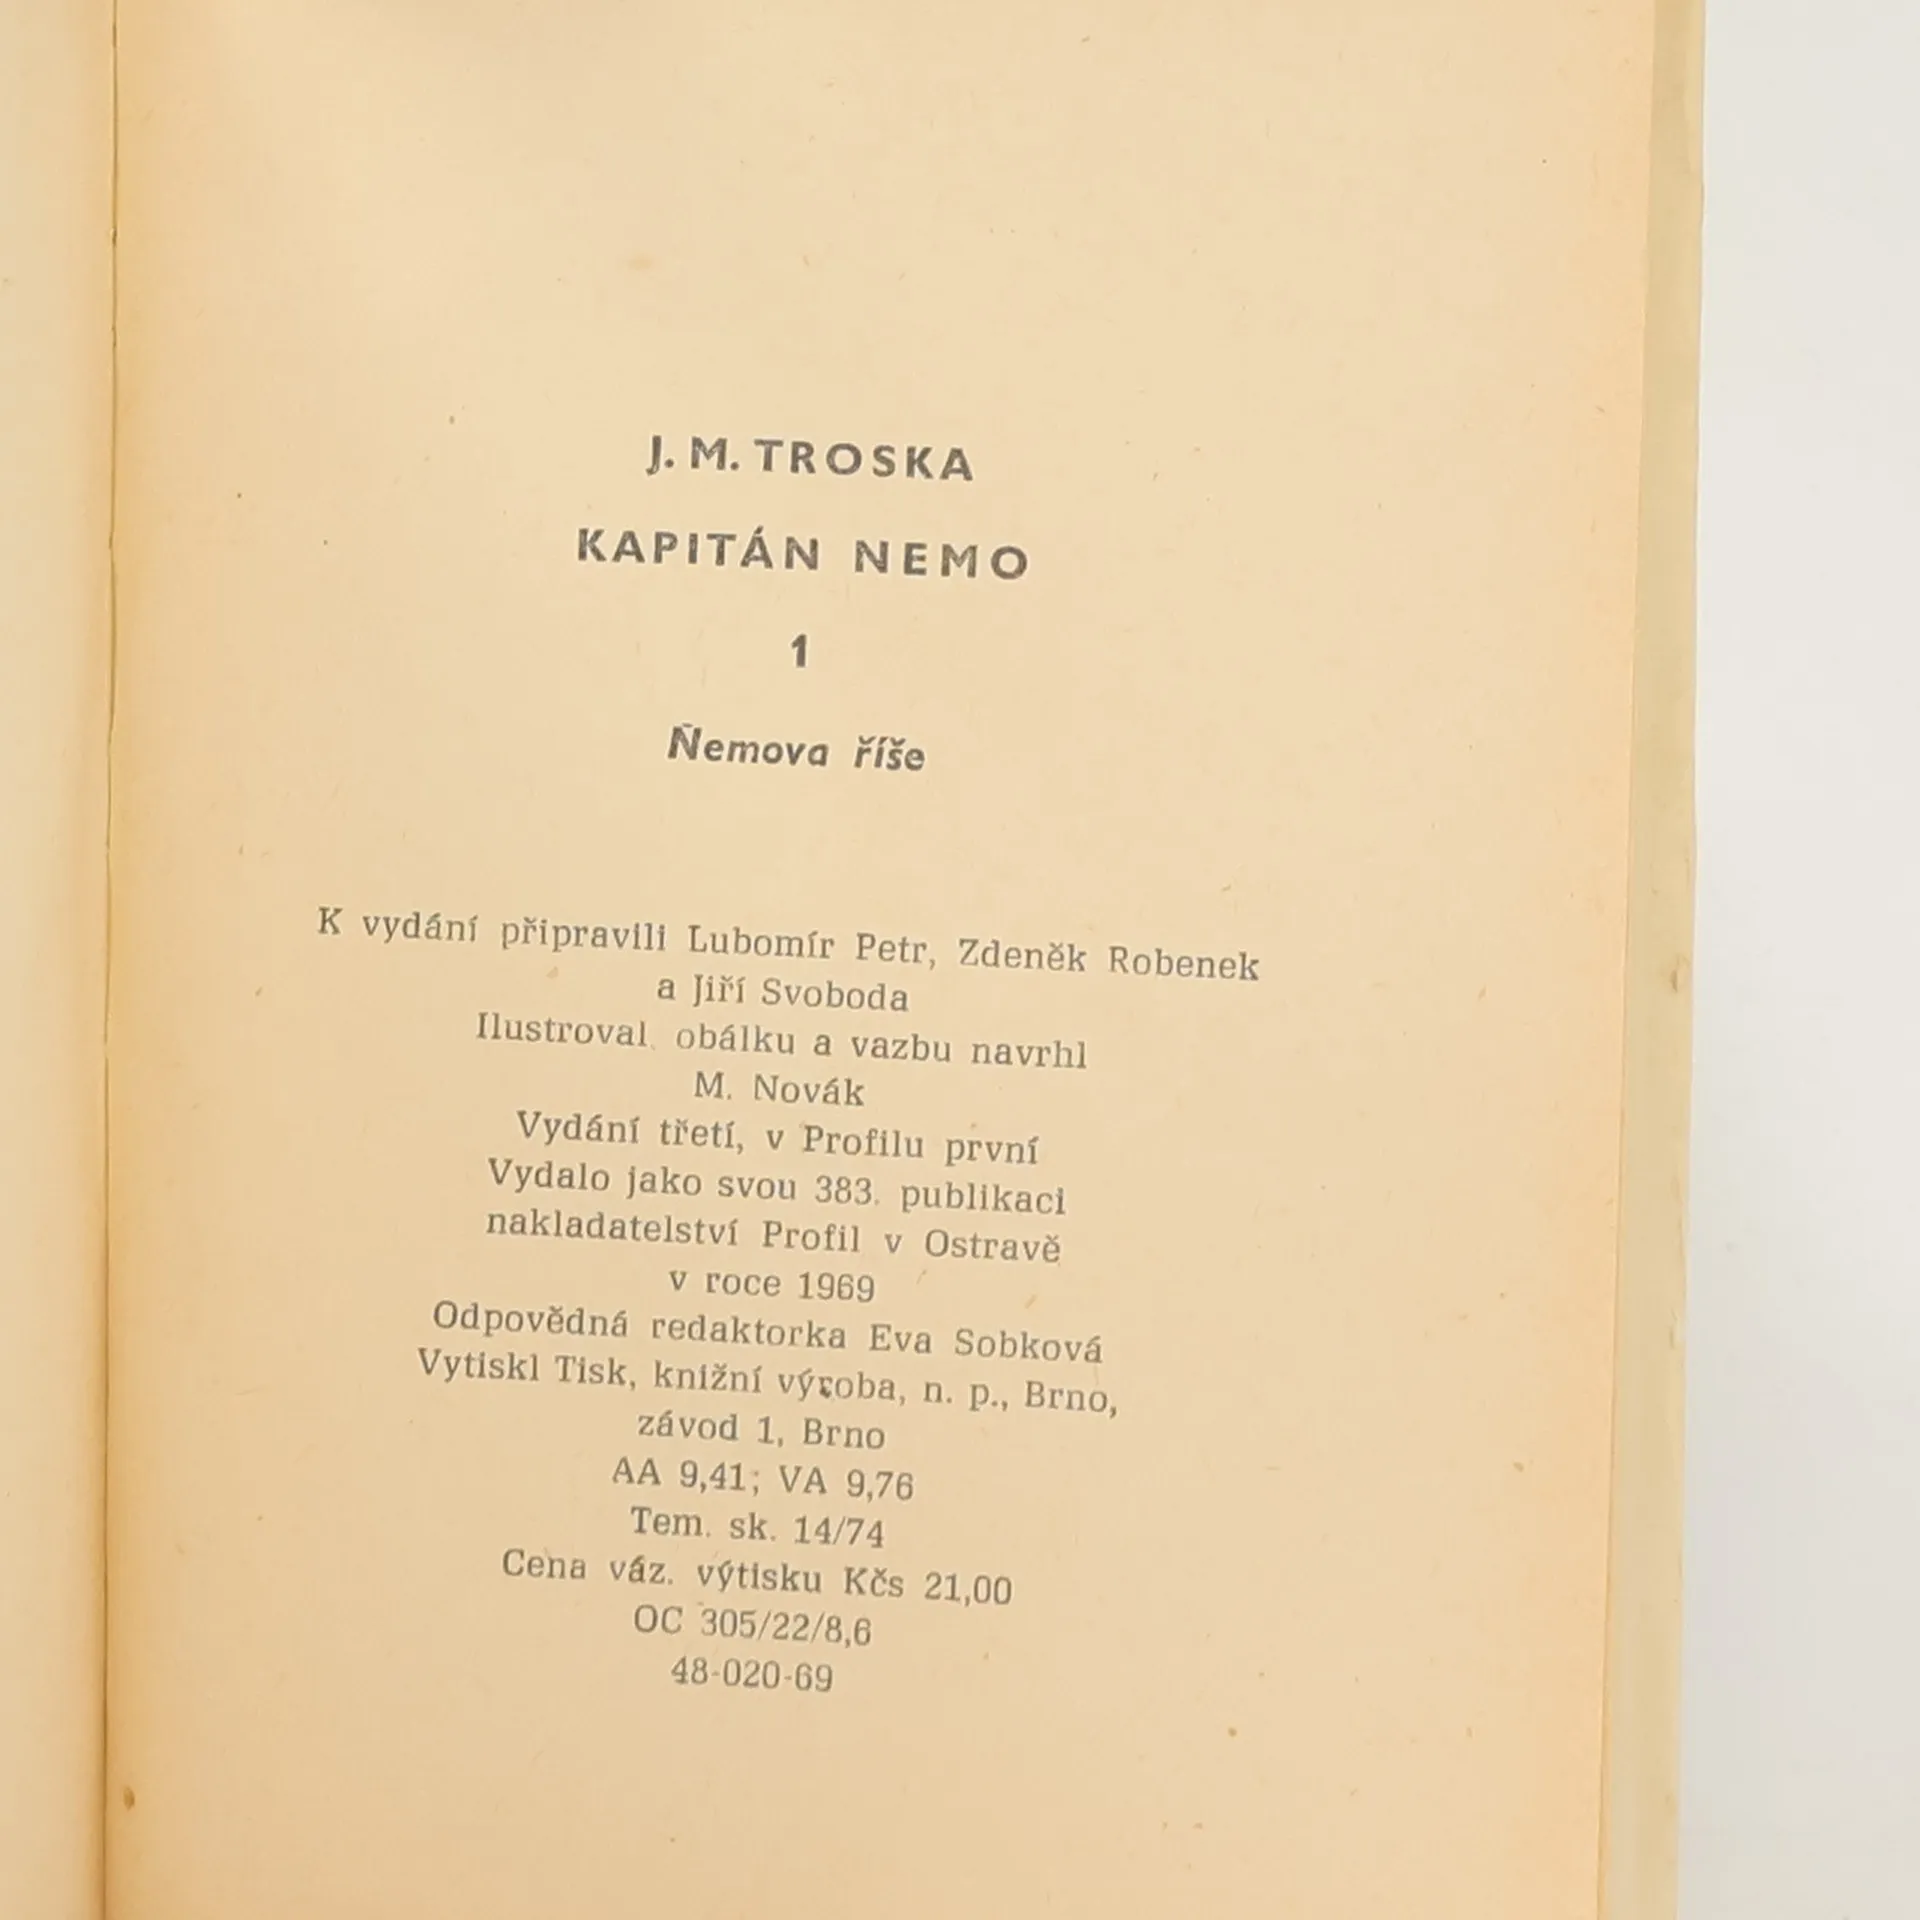 J. M. TROSKA
KAPITÁN NEMO
1
Nemova říše
K vydání připravili Lubomír Petr, Zdeněk Robenek
a Jiří Svoboda
Ilustroval, obálku a vazbu navrhl
M. Novák
Vydání třetí, v Profilu první
Vydalo jako svou 383. publikaci
nakladatelství Profil v Ostravě
v roce 1969
Odpovědná redaktorka Eva Sobková
Vytiskl Tisk, knižní výroba, n. p., Brno,
závod 1, Brno
AA 9,41; VA 9,76
Tem. sk. 14/74
Cena váz. výtisku Kčs 21,00
OC 305/22/8,6
48-020-69